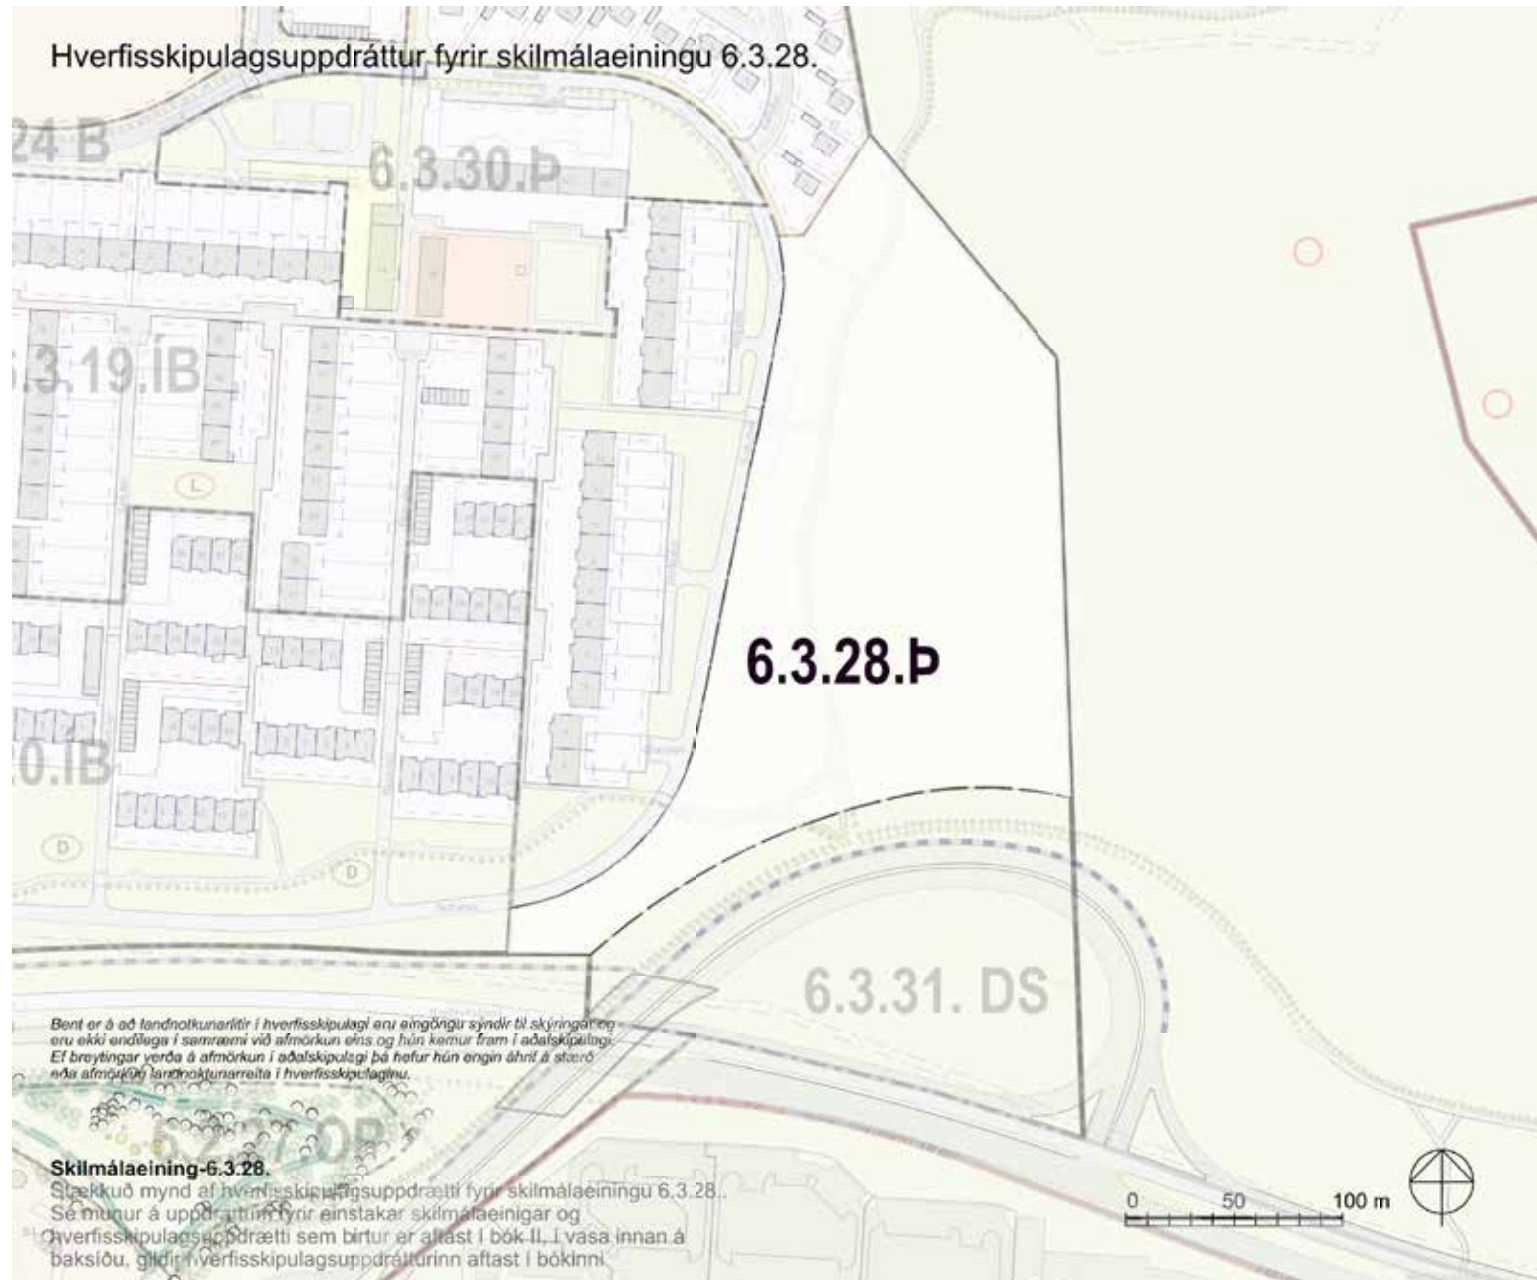 Hverfisskipulagsuppdráttur fyrir skilmálaeiningu 6.3.28.
24 B
6.3.30.Þ
6.3.19.ÍB
L
6.3.28.Þ
0.ÍB
D
D
6.3.31. DS
Bent er á að landnotkunarlitir í hverfisskipulagi eru eingöngu sýndir til skýringar og
eru ekki endilega í samræmi við afmörkun eins og hún kemur fram í aðalskipulagi.
Ef breytingar verða á afmörkun í aðalskipulagi þá hefur hún engin áhrif á stærð
eða afmörkun landnoktunarreita í hverfisskipulaginu.
Skilmálaeining-6.3.28.
Stækkuð mynd af hverfisskipulagsuppdrætti fyrir skilmálaeiningu 6.3.28..
Sé munur á uppdráttum fyrir einstakar skilmálaeinigar og
hverfisskipulagsuppdrætti sem birtur er aftast í bók II, í vasa innan á
baksíðu, gildir hverfisskipulagsuppdrátturinn aftast í bókinni.
0 50 100 m